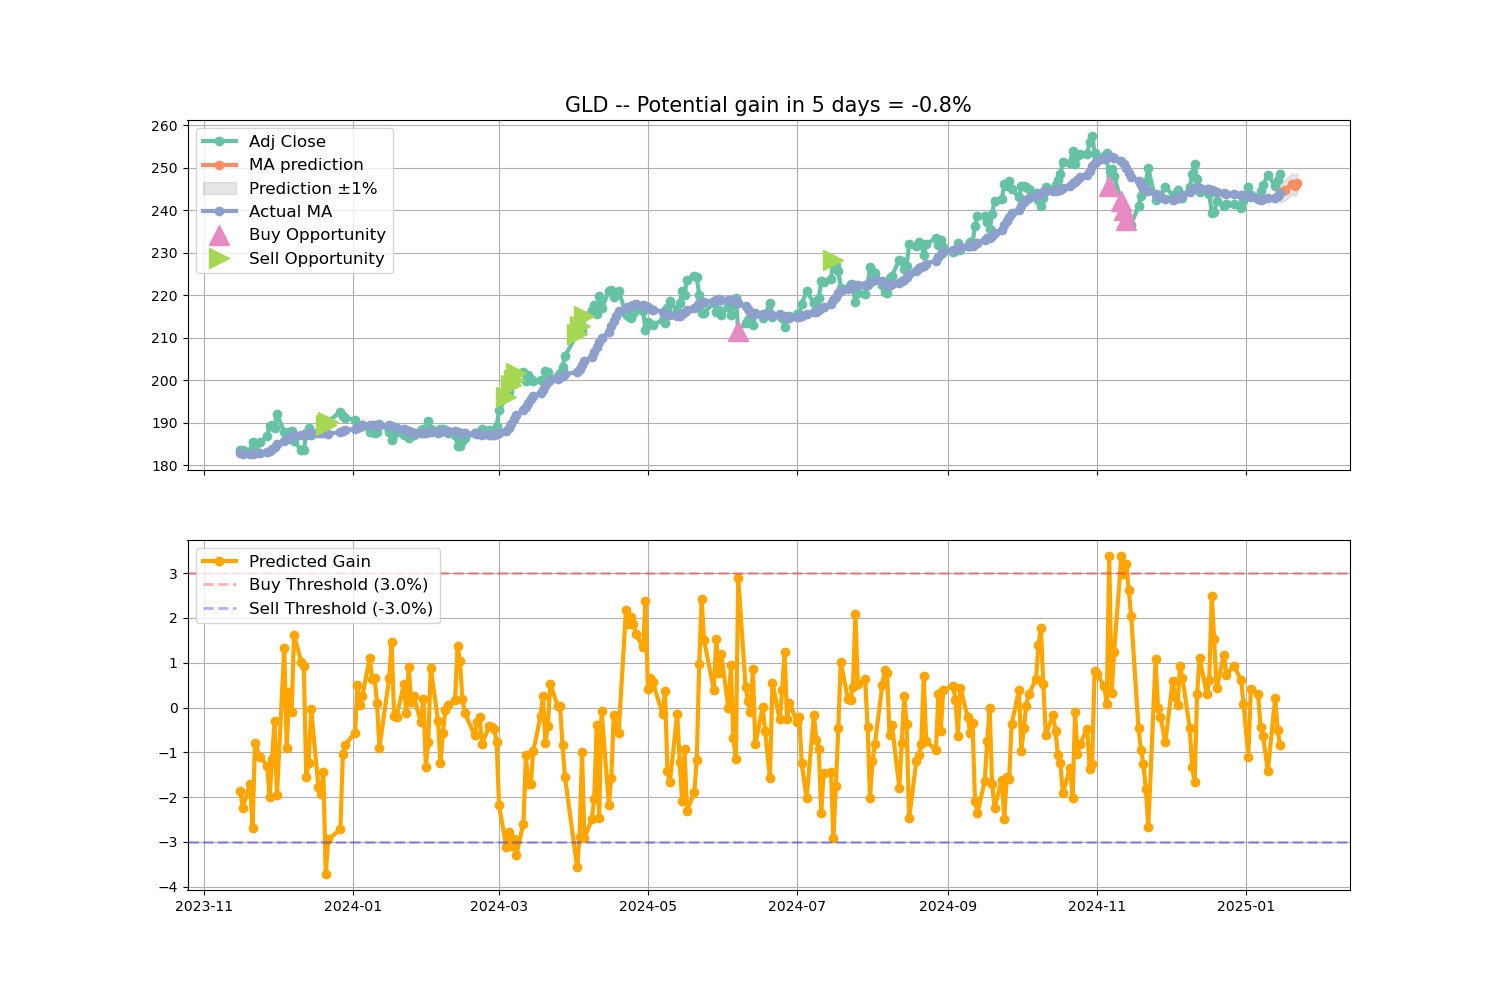 GLD -- Potential gain in 5 days = -0.8%
260
250
240
230
220
210
200
190
180
Adj Close
MA prediction
Prediction ±1%
Actual MA
Buy Opportunity
Sell Opportunity
3
2
1
0
−1
−2
−3
−4
Predicted Gain
Buy Threshold (3.0%)
Sell Threshold (-3.0%)
2023-11
2024-01
2024-03
2024-05
2024-07
2024-09
2024-11
2025-01